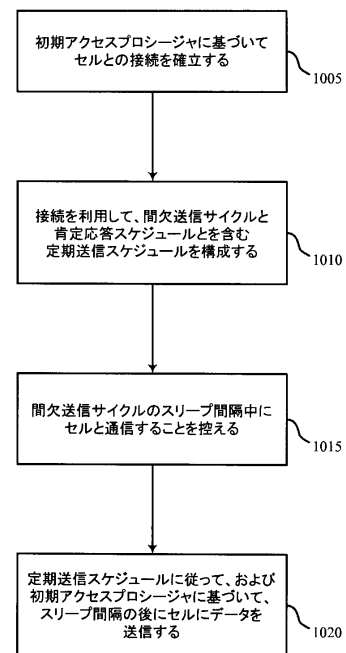 初期アクセスプロシージャに基づいて
セルとの接続を確立する
1005
接続を利用して、間欠送信サイクルと
肯定応答スケジュールとを含む
定期送信スケジュールを構成する
1010
間欠送信サイクルのスリープ間隔中に
セルと通信することを控える
1015
定期送信スケジュールに従って、および
初期アクセスプロシージャに基づいて、
スリープ間隔の後にセルにデータを
送信する
1020